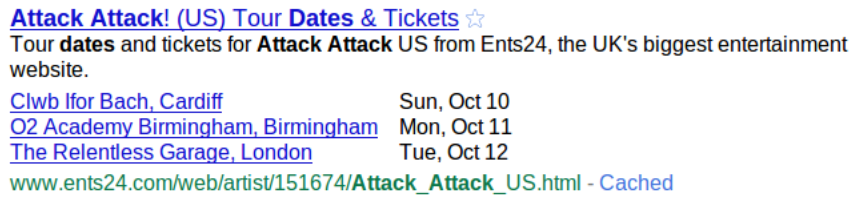 Attack Attack! (US) Tour Dates & Tickets
Tour dates and tickets for Attack Attack US from Ents24, the UK's biggest entertainment
website.
Clwb Ifor Bach, Cardiff Sun, Oct 10
O2 Academy Birmingham, Birmingham Mon, Oct 11
The Relentless Garage, London Tue, Oct 12
www.ents24.com/web/artist/151674/Attack_Attack_US.html - Cached